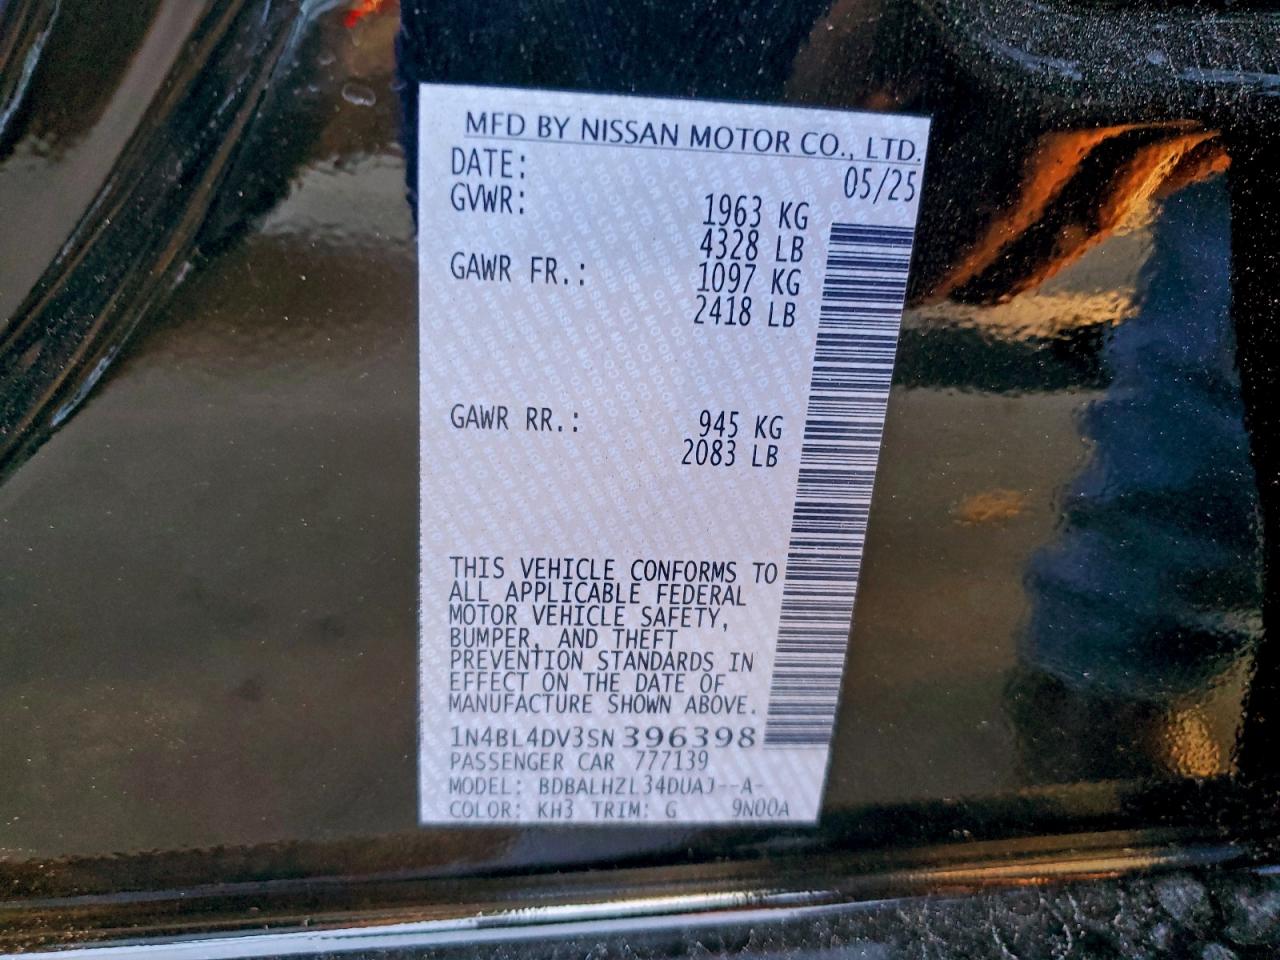 MFD BY NISSAN MOTOR CO., LTD.
DATE: 05/25
GVWR: 1963 KG
4328 LB
GAWR FR.: 1097 KG
2418 LB
GAWR RR.: 945 KG
2083 LB
THIS VEHICLE CONFORMS TO
ALL APPLICABLE FEDERAL
MOTOR VEHICLE SAFETY,
BUMPER, AND THEFT
PREVENTION STANDARDS IN
EFFECT ON THE DATE OF
MANUFACTURE SHOWN ABOVE.
1N4BL4DV3SN396398
PASSENGER CAR 777139
MODEL: BDBALHZL34DUAJ--A-
COLOR: KH3 TRIM: G 9N00A